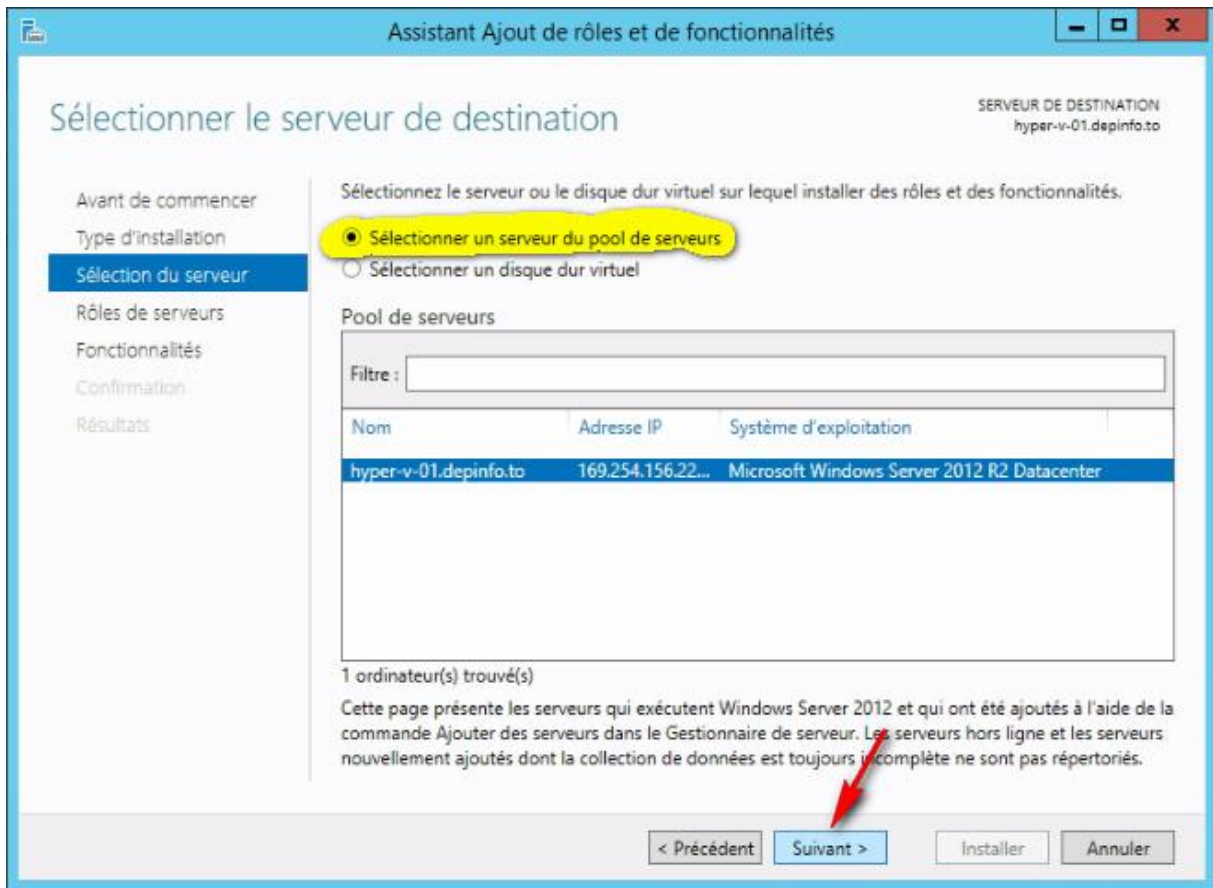 Assistant Ajout de rôles et de fonctionnalités
Sélectionner le serveur de destination
SERVEUR DE DESTINATION
hyper-v-01.depinfo.to
Avant de commencer
Type d'installation
Sélection du serveur
Rôles de serveurs
Fonctionnalités
Confirmation
Résultats
Sélectionnez le serveur ou le disque dur virtuel sur lequel installer des rôles et des fonctionnalités.
Sélectionner un serveur du pool de serveurs
Sélectionner un disque dur virtuel
Pool de serveurs
Filtre :
Nom Adresse IP Système d'exploitation
hyper-v-01.depinfo.to 169.254.156.22... Microsoft Windows Server 2012 R2 Datacenter
1 ordinateur(s) trouvé(s)
Cette page présente les serveurs qui exécutent Windows Server 2012 et qui ont été ajoutés à l'aide de la
commande Ajouter des serveurs dans le Gestionnaire de serveur. Les serveurs hors ligne et les serveurs
nouvellement ajoutés dont la collection de données est toujours incomplète ne sont pas répertoriés.
< Précédent Suivant > Installer Annuler